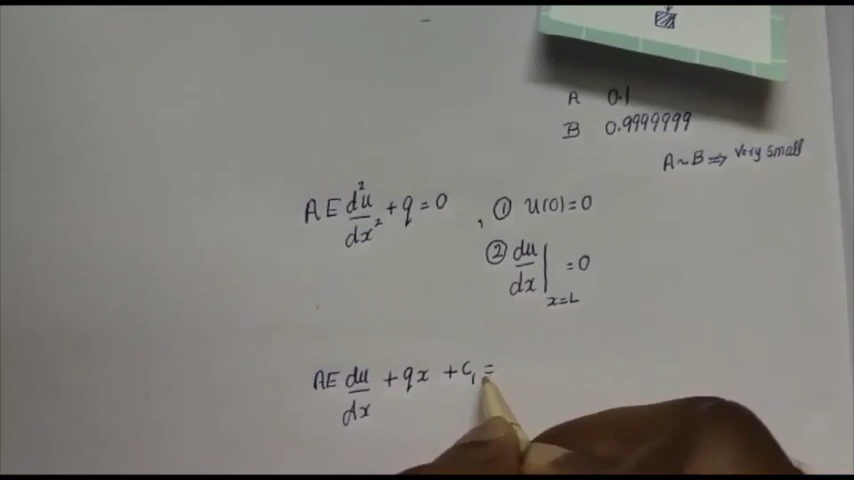 A 0.1
B 0.9999999
A~B ⇒ Very small
AE d²u/dx² + q = 0 , ① u(0) = 0
② du/dx |x=L = 0
AE du/dx + qx + C₁ =